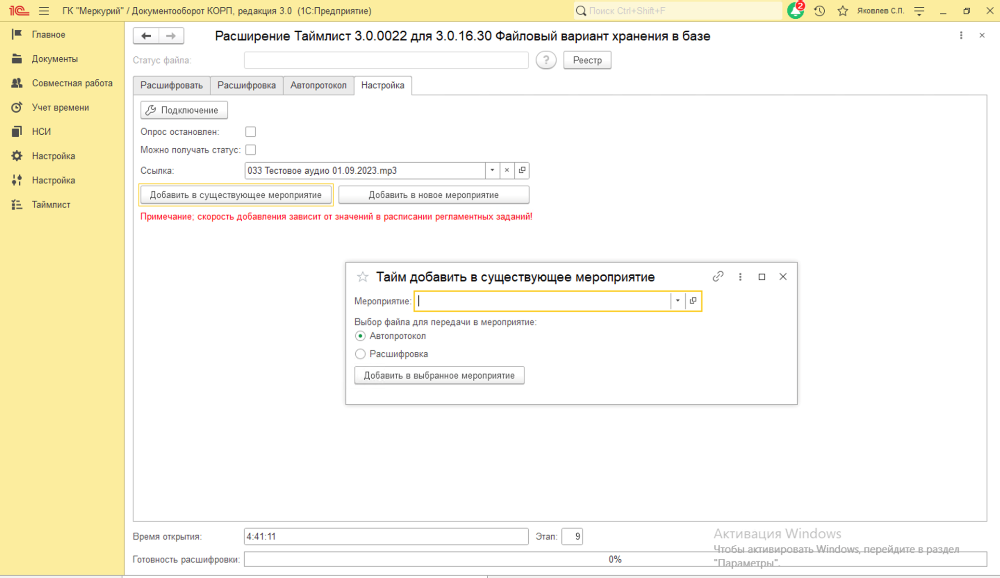 1С ГК "Меркурий" / Документооборот КОРП, редакция 3.0 (1С:Предприятие)
Поиск Ctrl+Shift+F
2
Яковлев С.П.
Главное
Документы
Совместная работа
Учет времени
НСИ
Настройка
Настройка
Таймлист
Расширение Таймлист 3.0.0022 для 3.0.16.30 Файловый вариант хранения в базе
Статус файла:
?
Реестр
Расшифровать
Расшифровка
Автопротокол
Настройка
Подключение
Опрос остановлен:
Можно получать статус:
Ссылка:
033 Тестовое аудио 01.09.2023.mp3
Добавить в существующее мероприятие
Добавить в новое мероприятие
Примечание; скорость добавления зависит от значений в расписании регламентных заданий!
Тайм добавить в существующее мероприятие
Мероприятие:
Выбор файла для передачи в мероприятие:
Автопротокол
Расшифровка
Добавить в выбранное мероприятие
Время открытия:
4:41:11
Этап:
9
Готовность расшифровки:
0%
Активация Windows
Чтобы активировать Windows, перейдите в раздел
"Параметры".